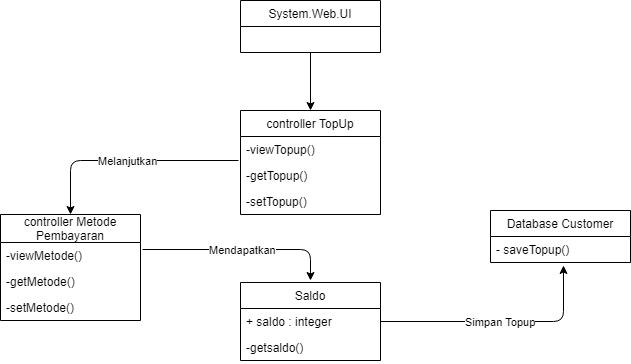 System.Web.UI
controller TopUp
-viewTopup()
-getTopup()
-setTopup()
Melanjutkan
controller Metode
Pembayaran
-viewMetode()
-getMetode()
-setMetode()
Mendapatkan
Saldo
+ saldo : integer
-getsaldo()
Simpan Topup
Database Customer
- saveTopup()